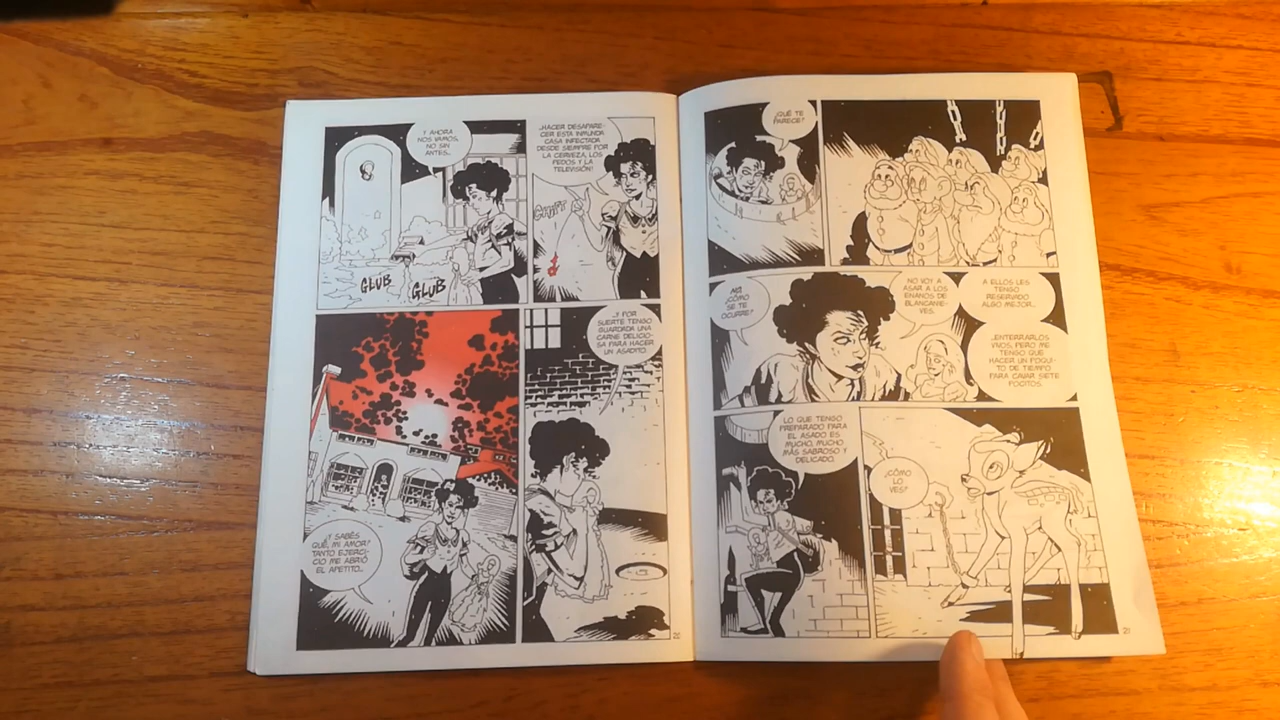 Y AHORA
NOS VAMOS,
NO SIN
ANTES...
GLUB
GLUB
...HACER DESAPARE-
CER ESTA INMUNDA
CASA INFECTADA
DESDE SIEMPRE POR
LA CERVEZA, LOS
PEDOS Y LA
TELEVISIÓN!
¿Y SABÉS
QUÉ, MI AMOR?
TANTO EJERCI-
CIO ME ABRIÓ
EL APETITO...
...Y POR
SUERTE TENGO
GUARDADA UNA
CARNE DELICIO-
SA PARA HACER
UN ASADITO.
20
¿QUÉ TE
PARECE?
¿CÓMO
SE TE
OCURRE?
NO VOY A
ASAR A LOS
ENANOS DE
BLANCANIE-
VES.
A ELLOS LES
TENGO
RESERVADO
ALGO MEJOR...
...ENTERRARLOS
VIVOS, PERO ME
TENGO QUE
HACER UN POQUI-
TO DE TIEMPO
PARA CAVAR SIETE
POCITOS.
LO QUE TENGO
PREPARADO PARA
EL ASADO ES
MUCHO, MUCHO
MÁS SABROSO Y
DELICADO.
¿CÓMO
LO
VES?
21